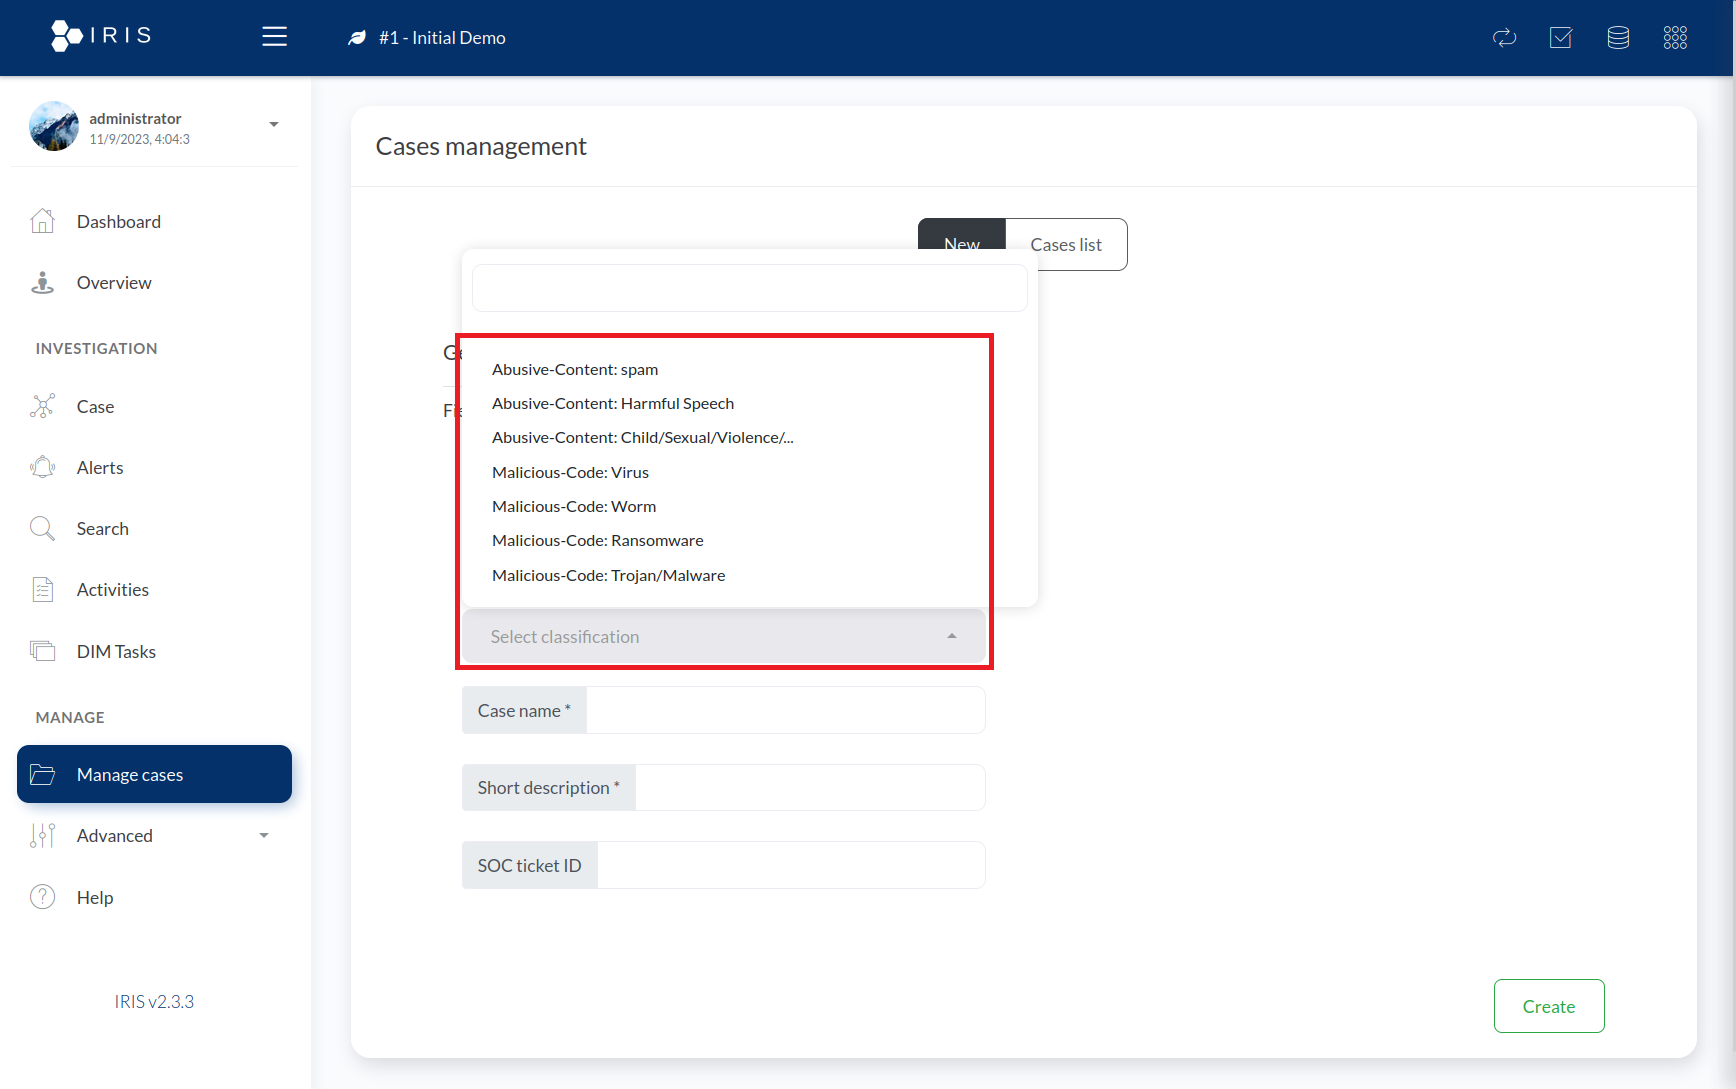 IRIS
#1 - Initial Demo
administrator
11/9/2023, 4:04:3
Dashboard
Overview
INVESTIGATION
Case
Alerts
Search
Activities
DIM Tasks
MANAGE
Manage cases
Advanced
Help
IRIS v2.3.3
Cases management
New
Cases list
Abusive-Content: spam
Abusive-Content: Harmful Speech
Abusive-Content: Child/Sexual/Violence/...
Malicious-Code: Virus
Malicious-Code: Worm
Malicious-Code: Ransomware
Malicious-Code: Trojan/Malware
Select classification
Case name *
Short description *
SOC ticket ID
Create